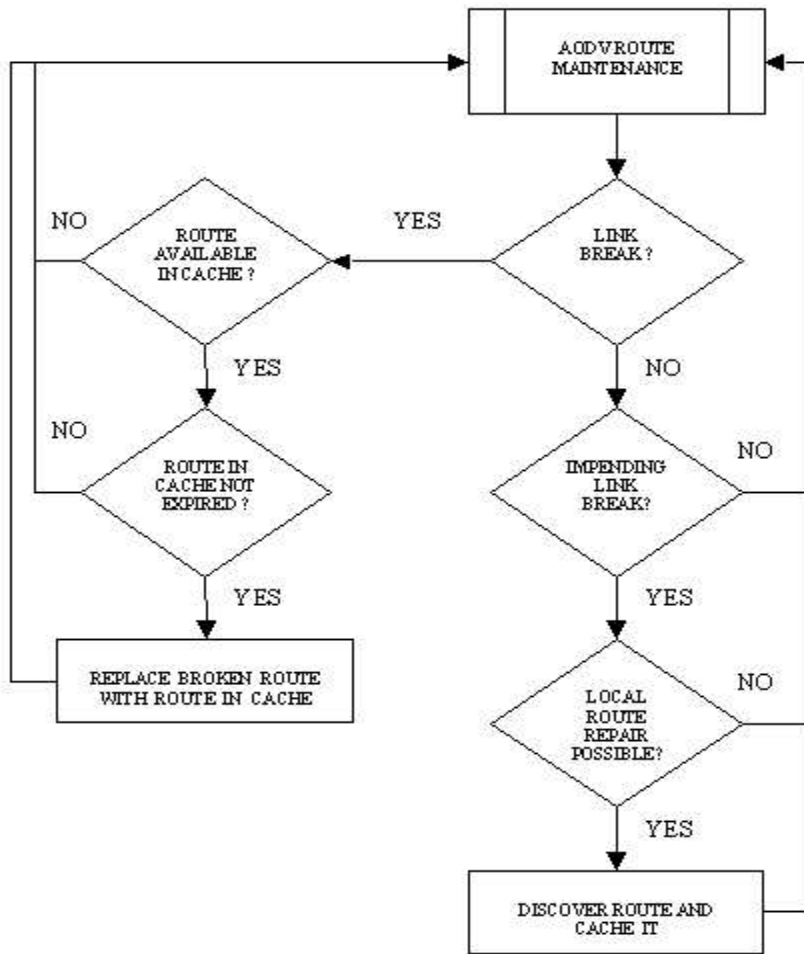 AODV ROUTE
MAINTENANCE
NO
ROUTE
AVAILABLE
IN CACHE ?
YES
LINK
BREAK ?
YES
NO
NO
ROUTE IN
CACHE NOT
EXPIRED ?
IMPENDING
LINK
BREAK?
NO
YES
YES
REPLACE BROKEN ROUTE
WITH ROUTE IN CACHE
LOCAL
ROUTE
REPAIR
POSSIBLE?
NO
YES
DISCOVER ROUTE AND
CACHE IT